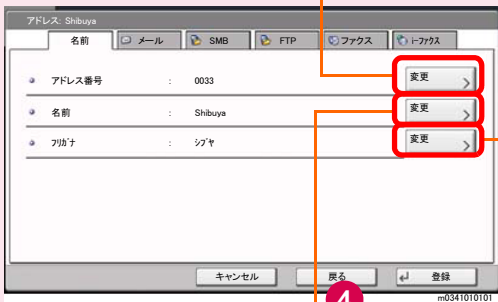 アドレス: Shibuya
名前 メール SMB FTP ファクス i-ファクス
アドレス番号 : 0033 変更
名前 : Shibuya 変更
フリガナ : シブヤ 変更
キャンセル 戻る 登録
4
m0341010101